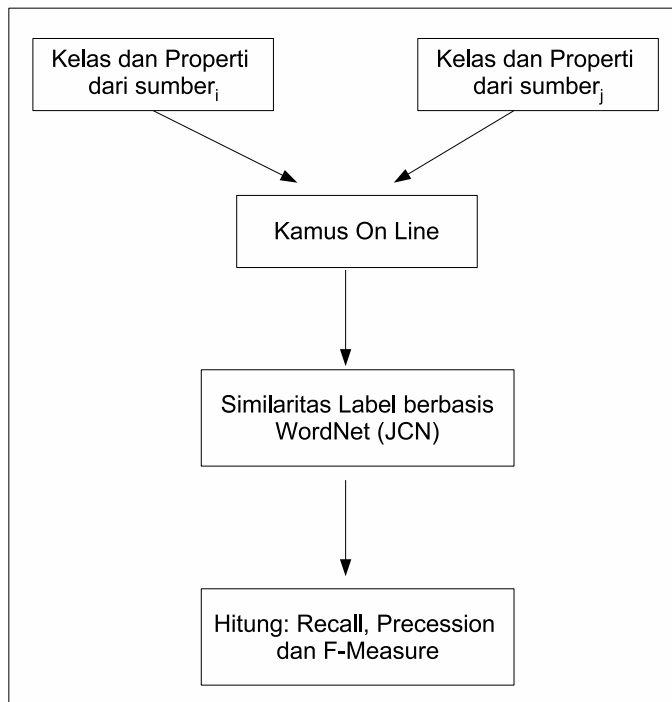 Kelas dan Properti
dari sumberi
Kelas dan Properti
dari sumberj
Kamus On Line
Similaritas Label berbasis
WordNet (JCN)
Hitung: Recall, Precession
dan F-Measure